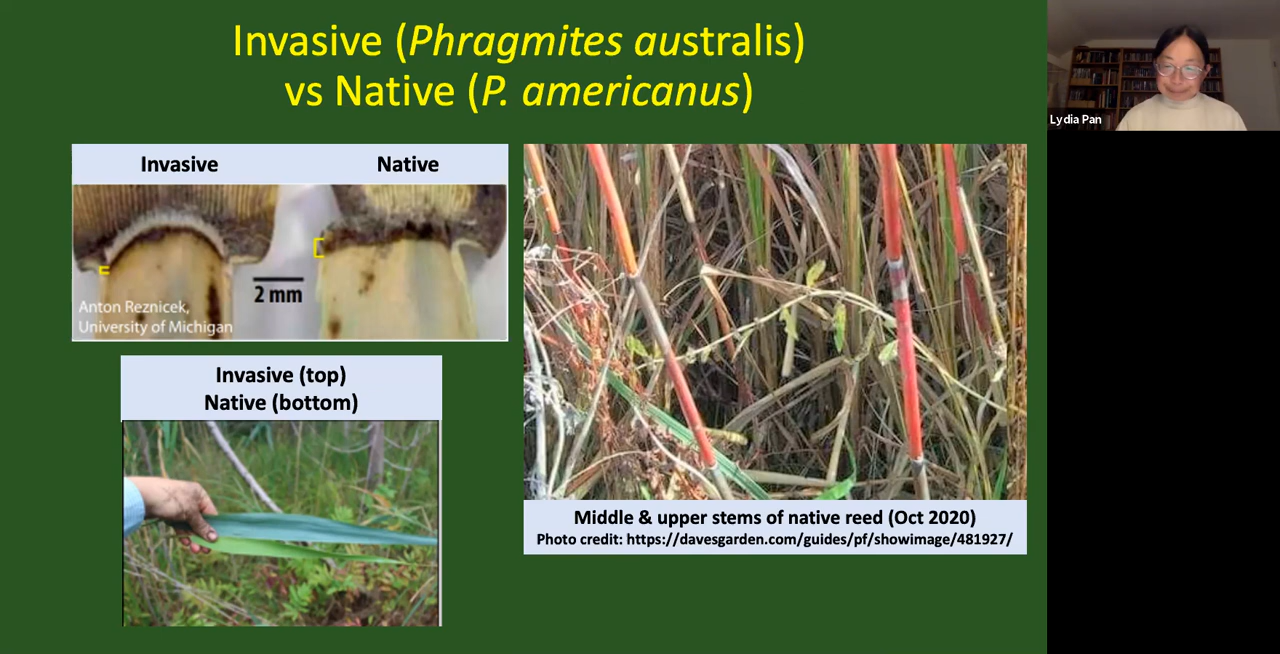 Invasive (Phragmites australis)
vs Native (P. americanus)
Invasive
Native
2 mm
Anton Reznicek,
University of Michigan
Invasive (top)
Native (bottom)
Middle & upper stems of native reed (Oct 2020)
Photo credit: https://davesgarden.com/guides/pf/showimage/481927/
Lydia Pan